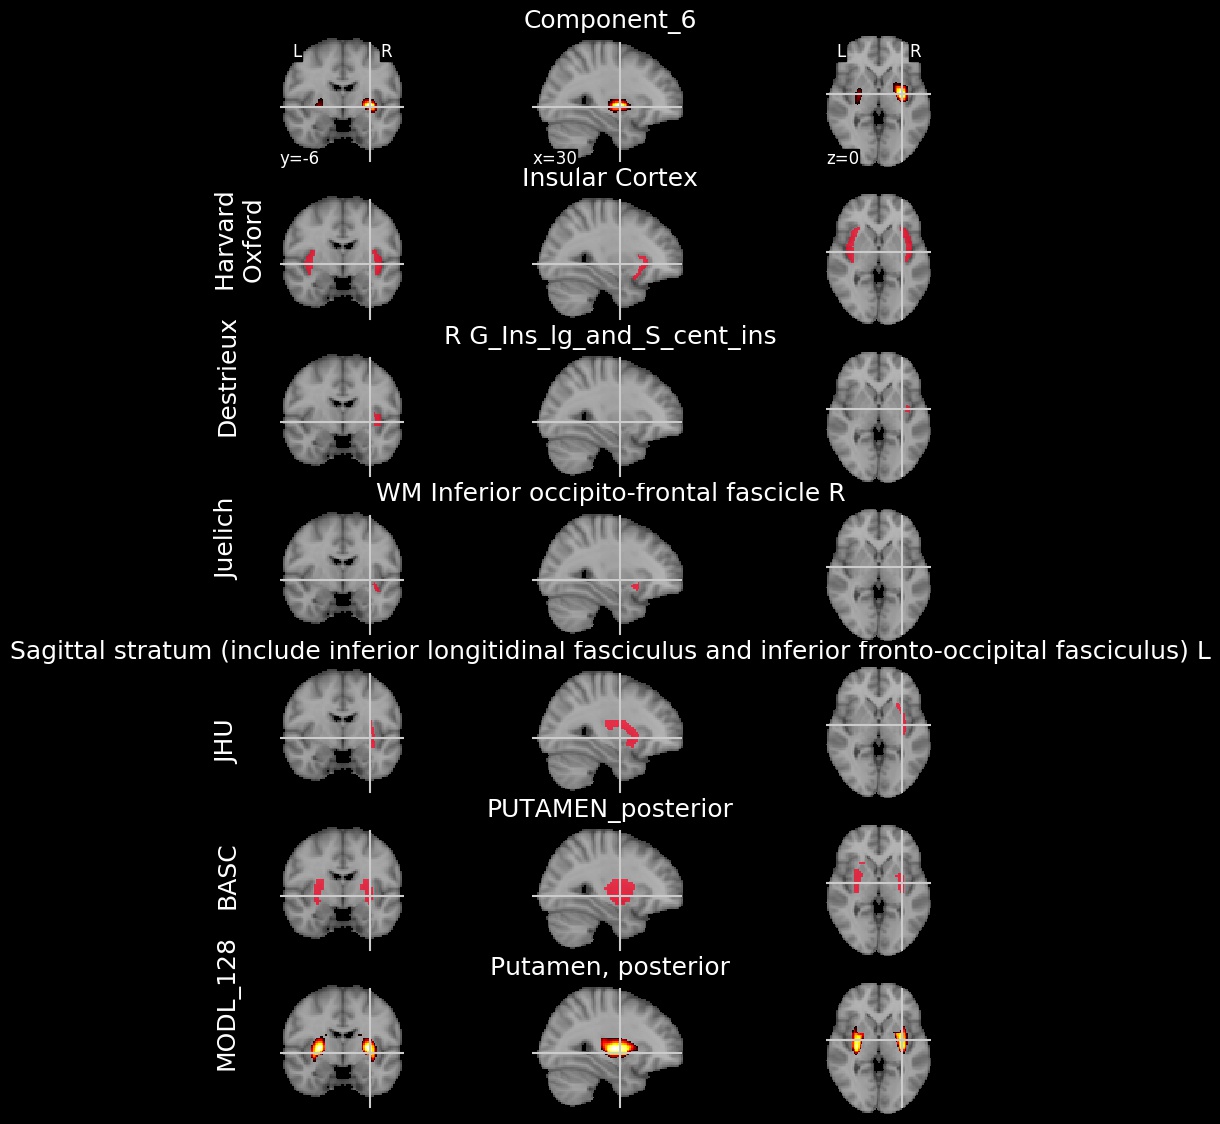 Component_6
L
R
L
R
y=-6
x=30
z=0
Harvard
Oxford
Insular Cortex
Destrieux
R G_Ins_lg_and_S_cent_ins
Juelich
WM Inferior occipito-frontal fascicle R
JHU
Sagittal stratum (include inferior longitidinal fasciculus and inferior fronto-occipital fasciculus) L
BASC
PUTAMEN_posterior
MODL_128
Putamen, posterior